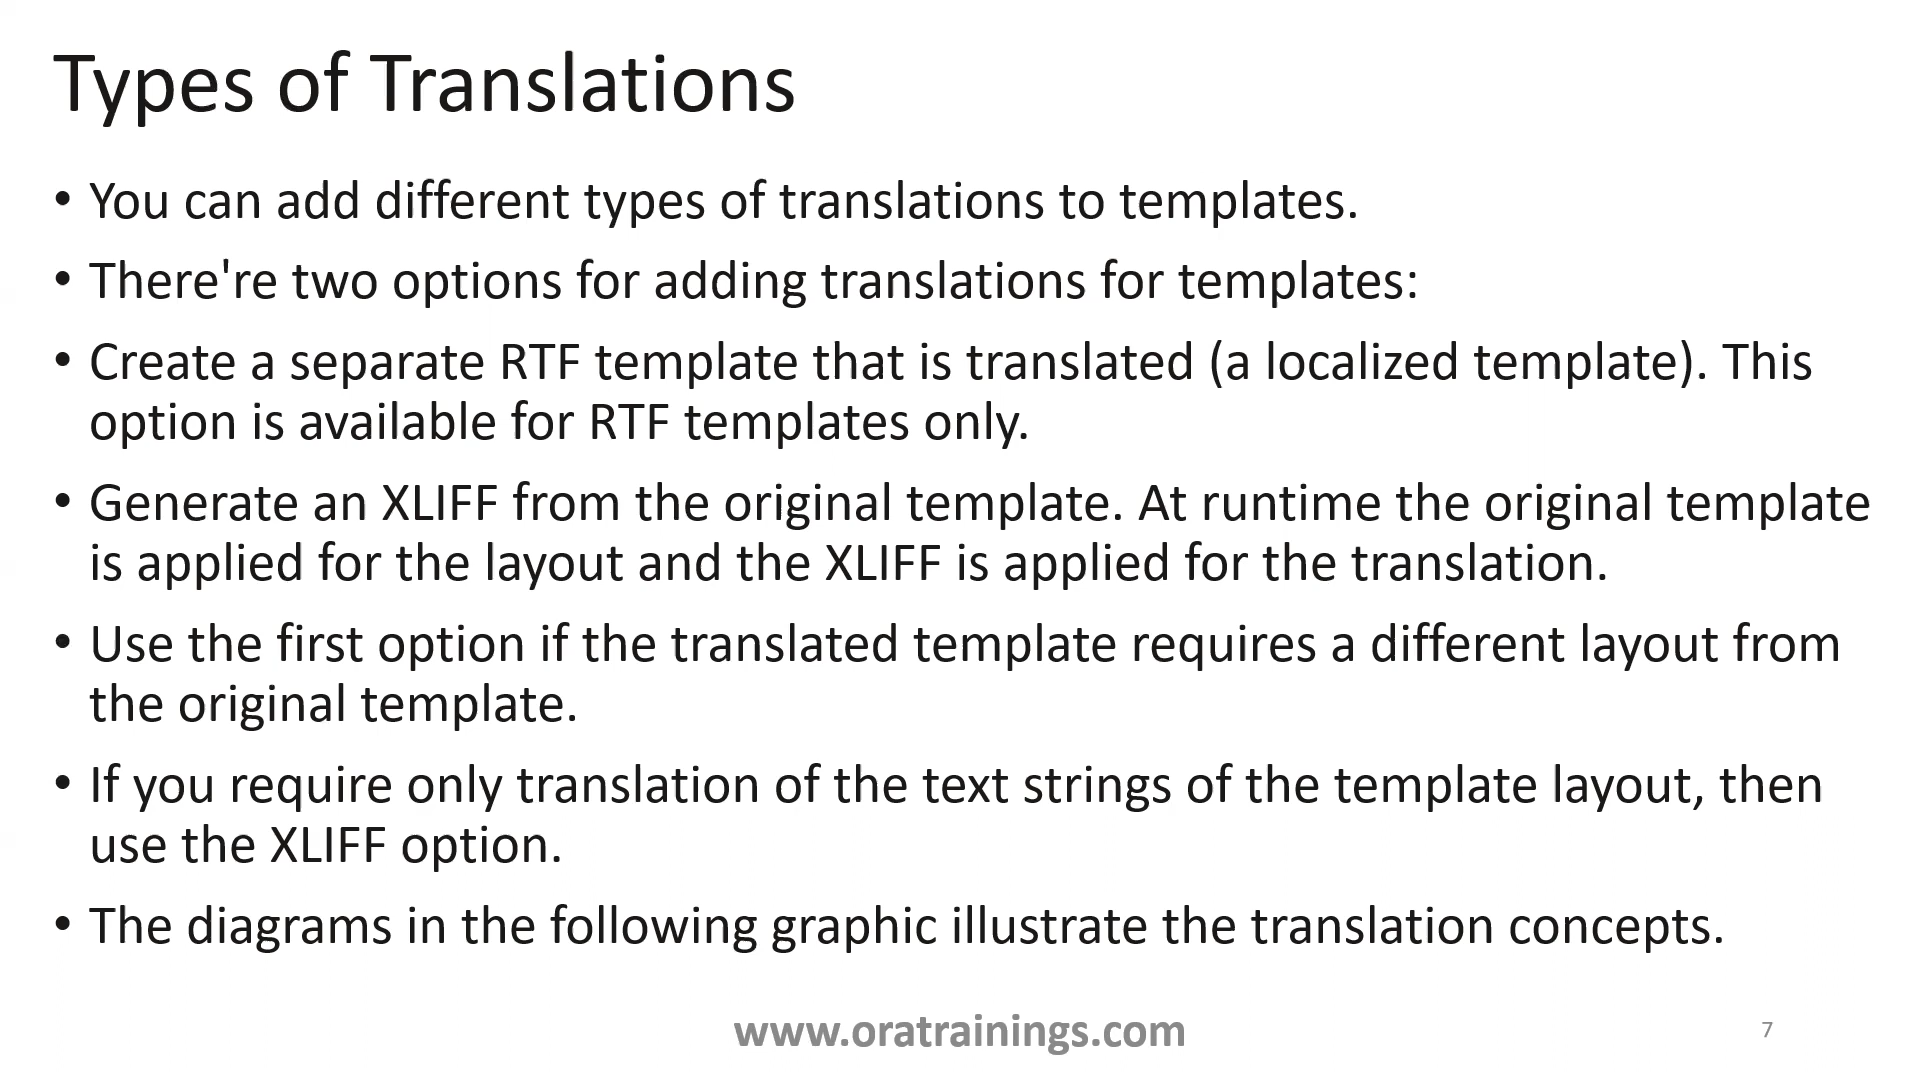 Types of Translations
• You can add different types of translations to templates.
• There're two options for adding translations for templates:
• Create a separate RTF template that is translated (a localized template). This
option is available for RTF templates only.
• Generate an XLIFF from the original template. At runtime the original template
is applied for the layout and the XLIFF is applied for the translation.
• Use the first option if the translated template requires a different layout from
the original template.
• If you require only translation of the text strings of the template layout, then
use the XLIFF option.
• The diagrams in the following graphic illustrate the translation concepts.
www.oratrainings.com
7